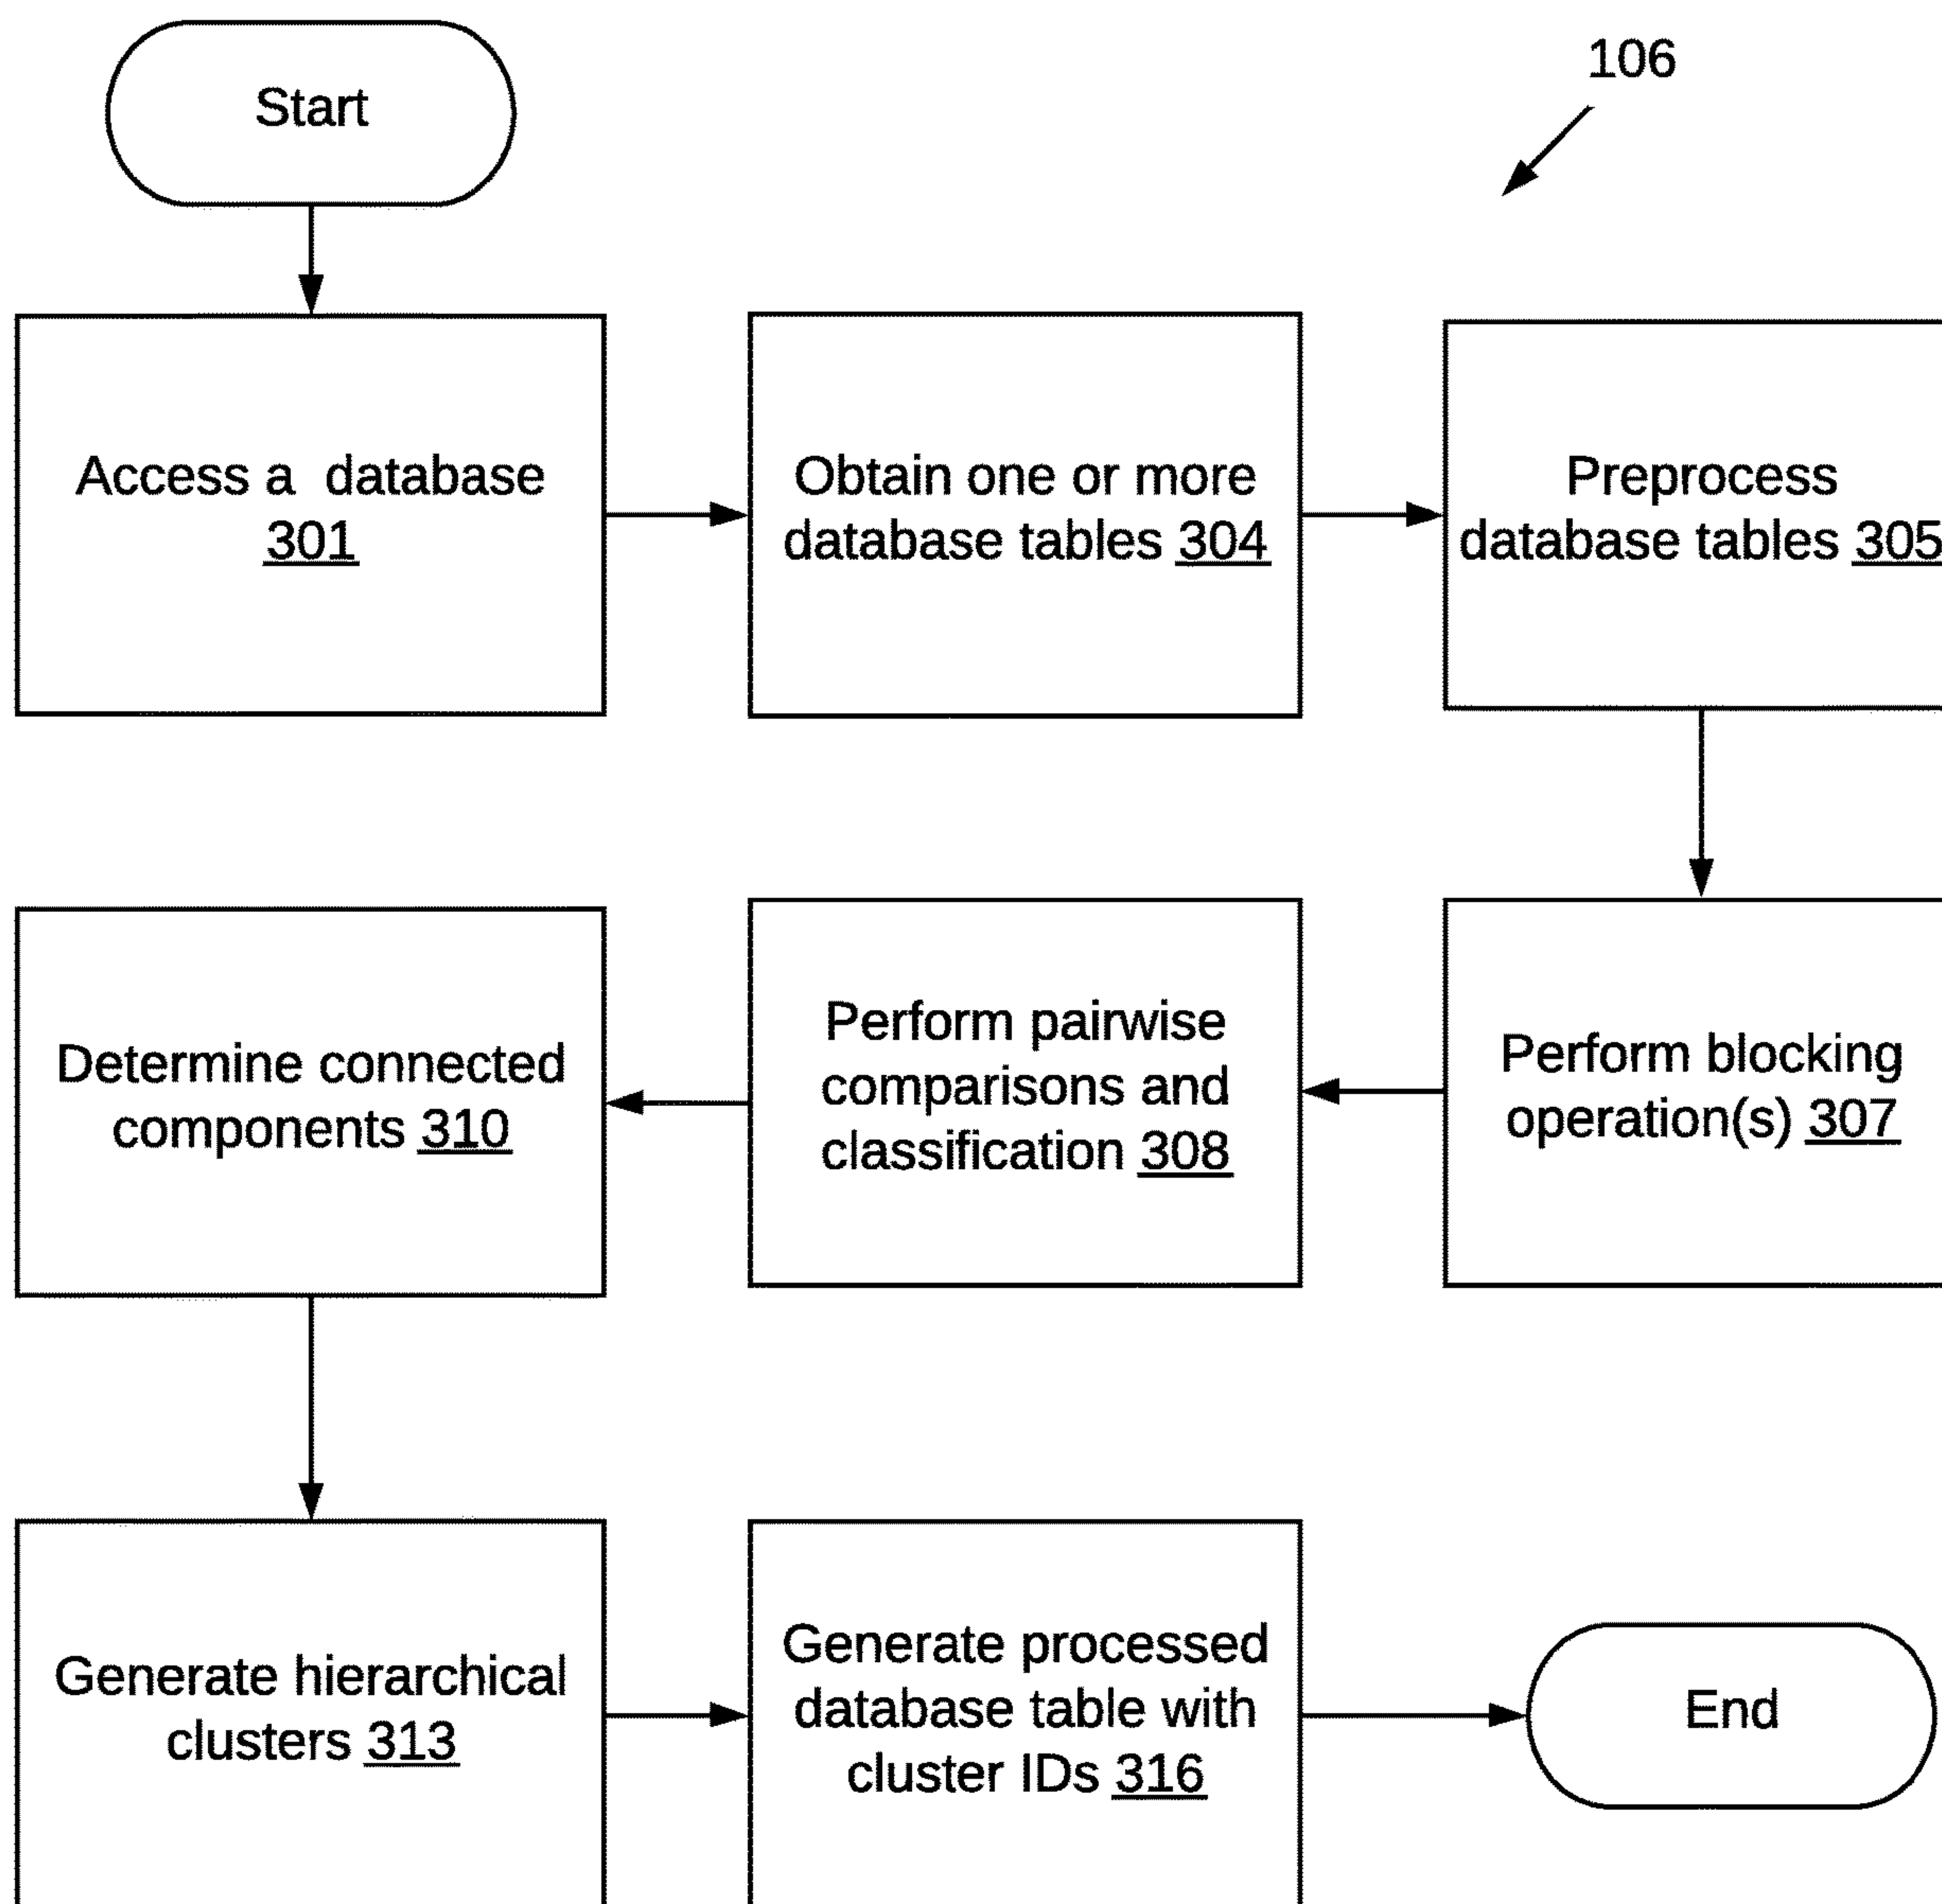 Start
106
Access a database
301
Obtain one or more
database tables 304
Preprocess
database tables 305
Perform blocking
operation(s) 307
Perform pairwise
comparisons and
classification 308
Determine connected
components 310
Generate hierarchical
clusters 313
Generate processed
database table with
cluster IDs 316
End